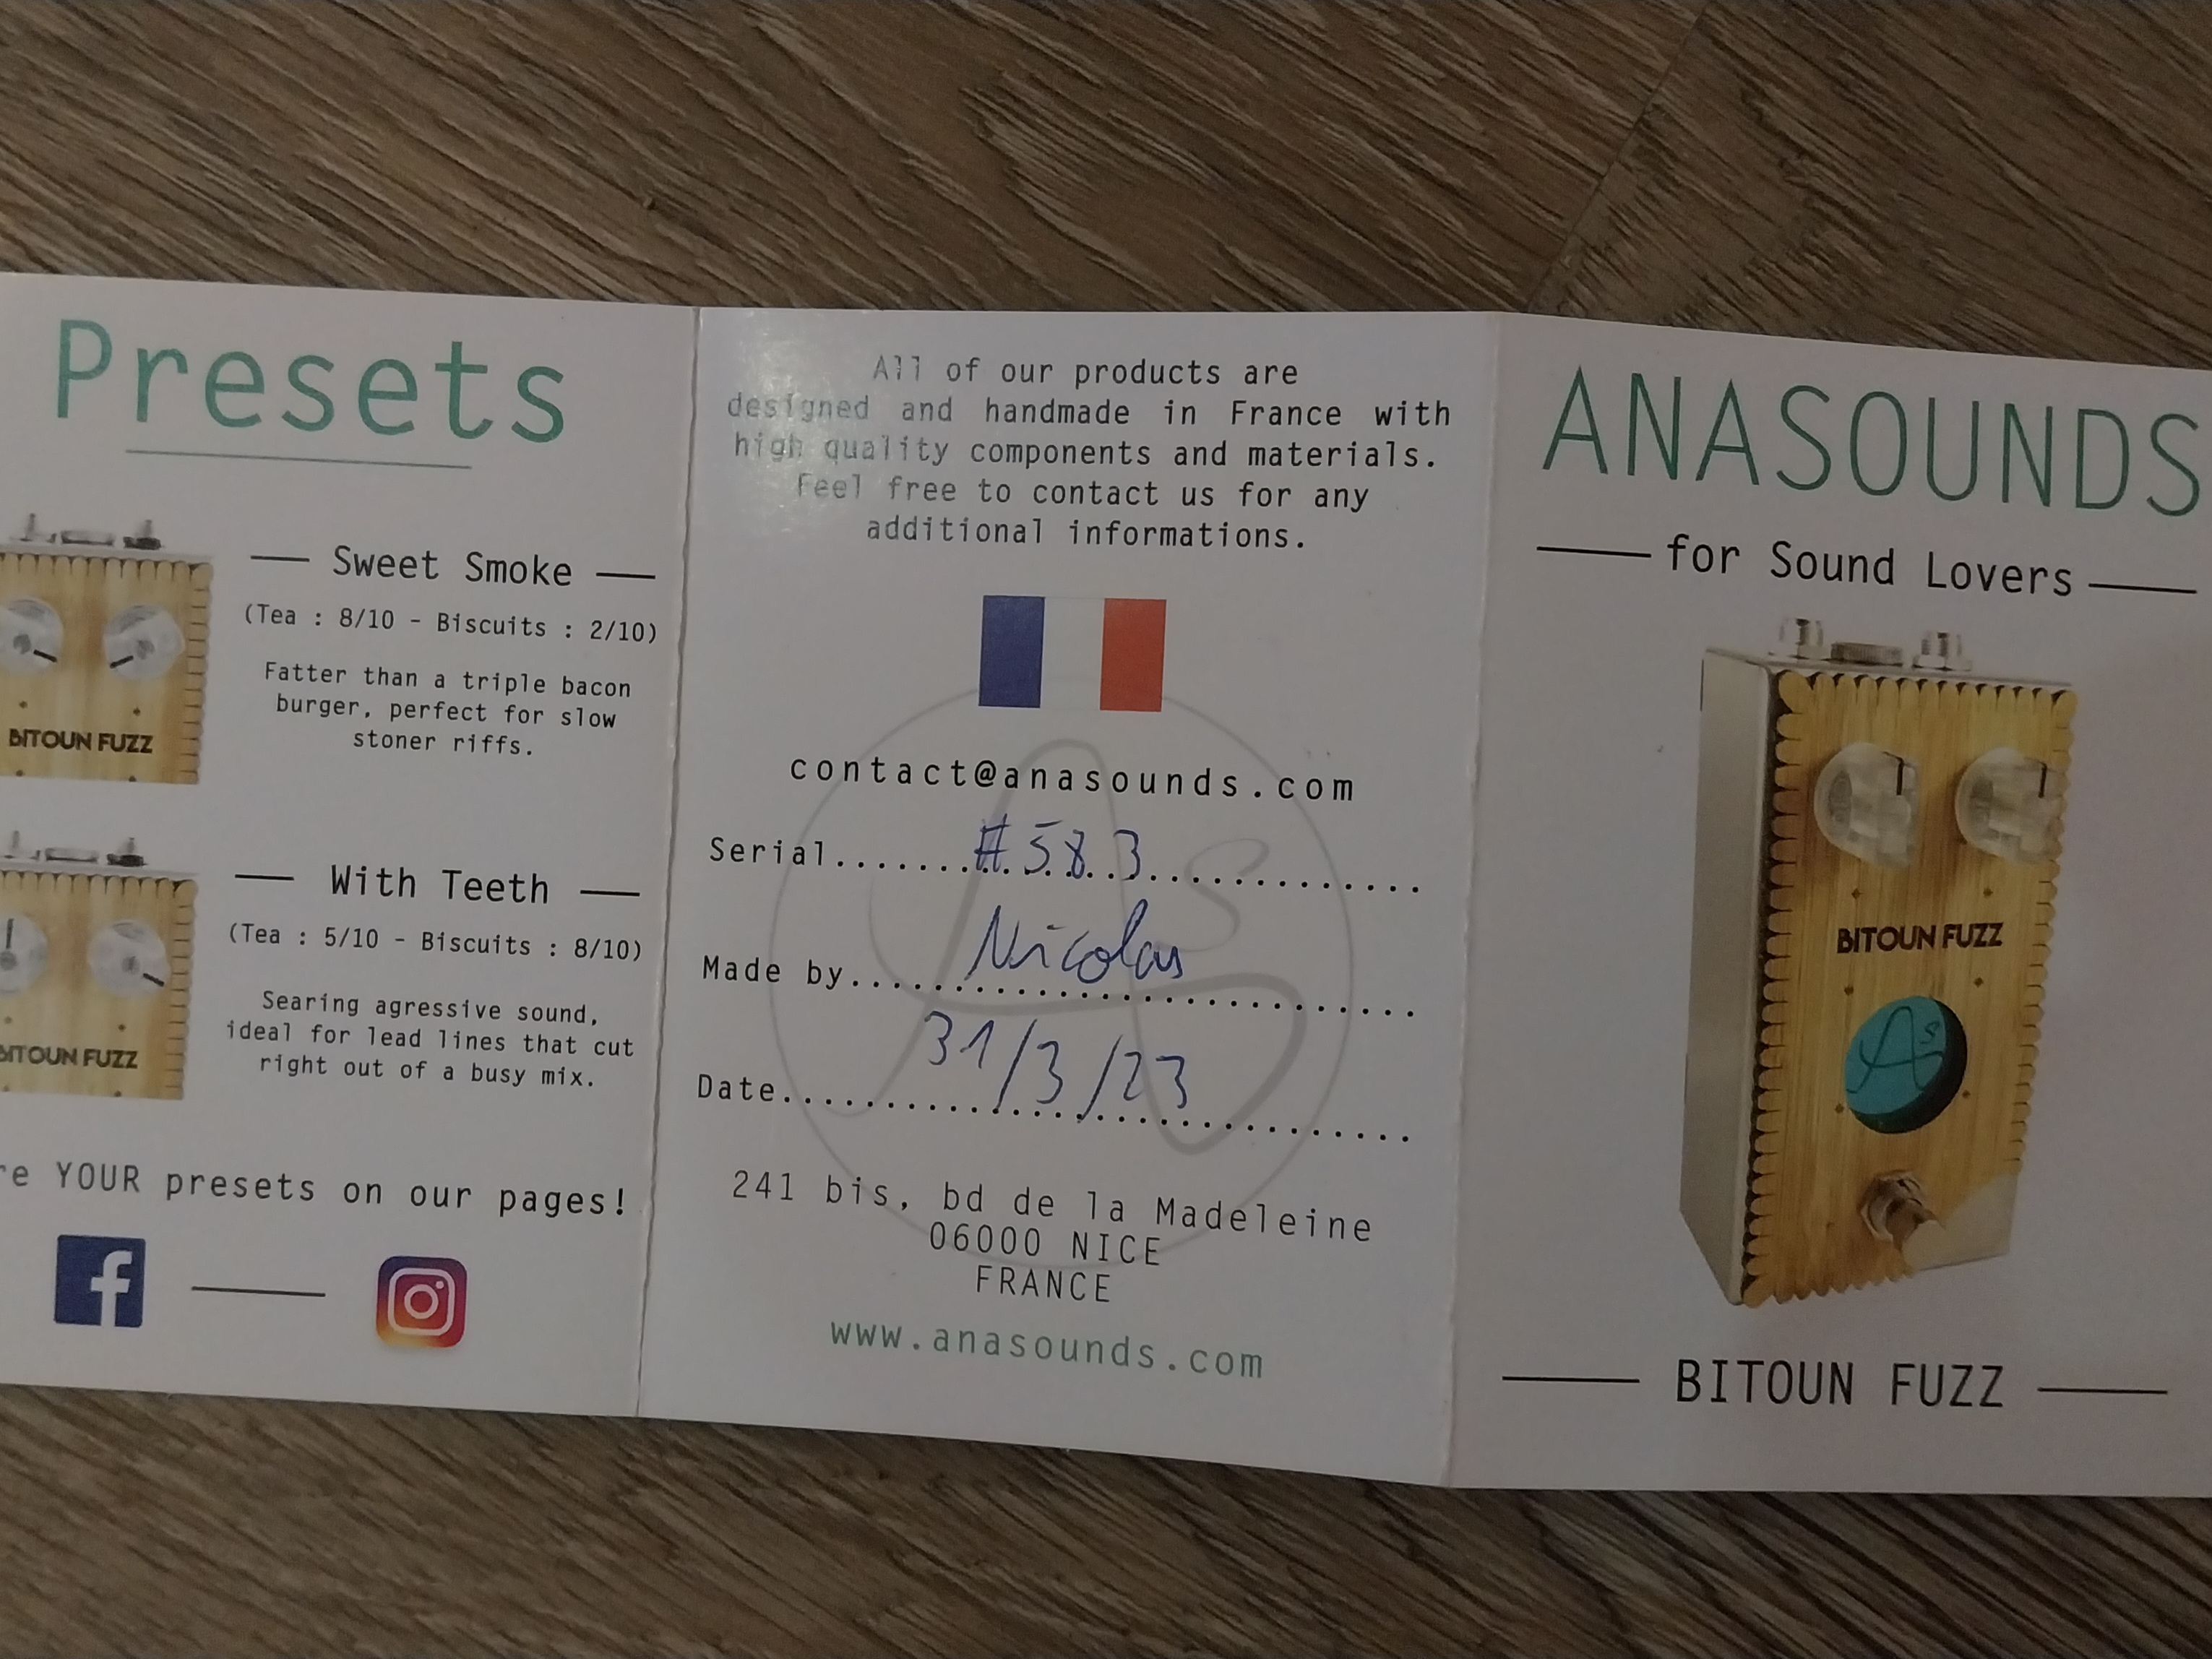 Presets
Sweet Smoke
(Tea : 8/10 - Biscuits : 2/10)
Fatter than a triple bacon
burger, perfect for slow
stoner riffs.
BITOUN FUZZ
With Teeth
(Tea : 5/10 - Biscuits : 8/10)
Searing agressive sound,
ideal for lead lines that cut
right out of a busy mix.
BITOUN FUZZ
re YOUR presets on our pages!
All of our products are
designed and handmade in France with
high quality components and materials.
Feel free to contact us for any
additional informations.
contact@anasounds.com
Serial.......#583.............
Made by....Nicolas............
Date....31/3/23...............
241 bis, bd de la Madeleine
06000 NICE
FRANCE
www.anasounds.com
As
ANASOUNDS
for Sound Lovers
BITOUN FUZZ
As
BITOUN FUZZ